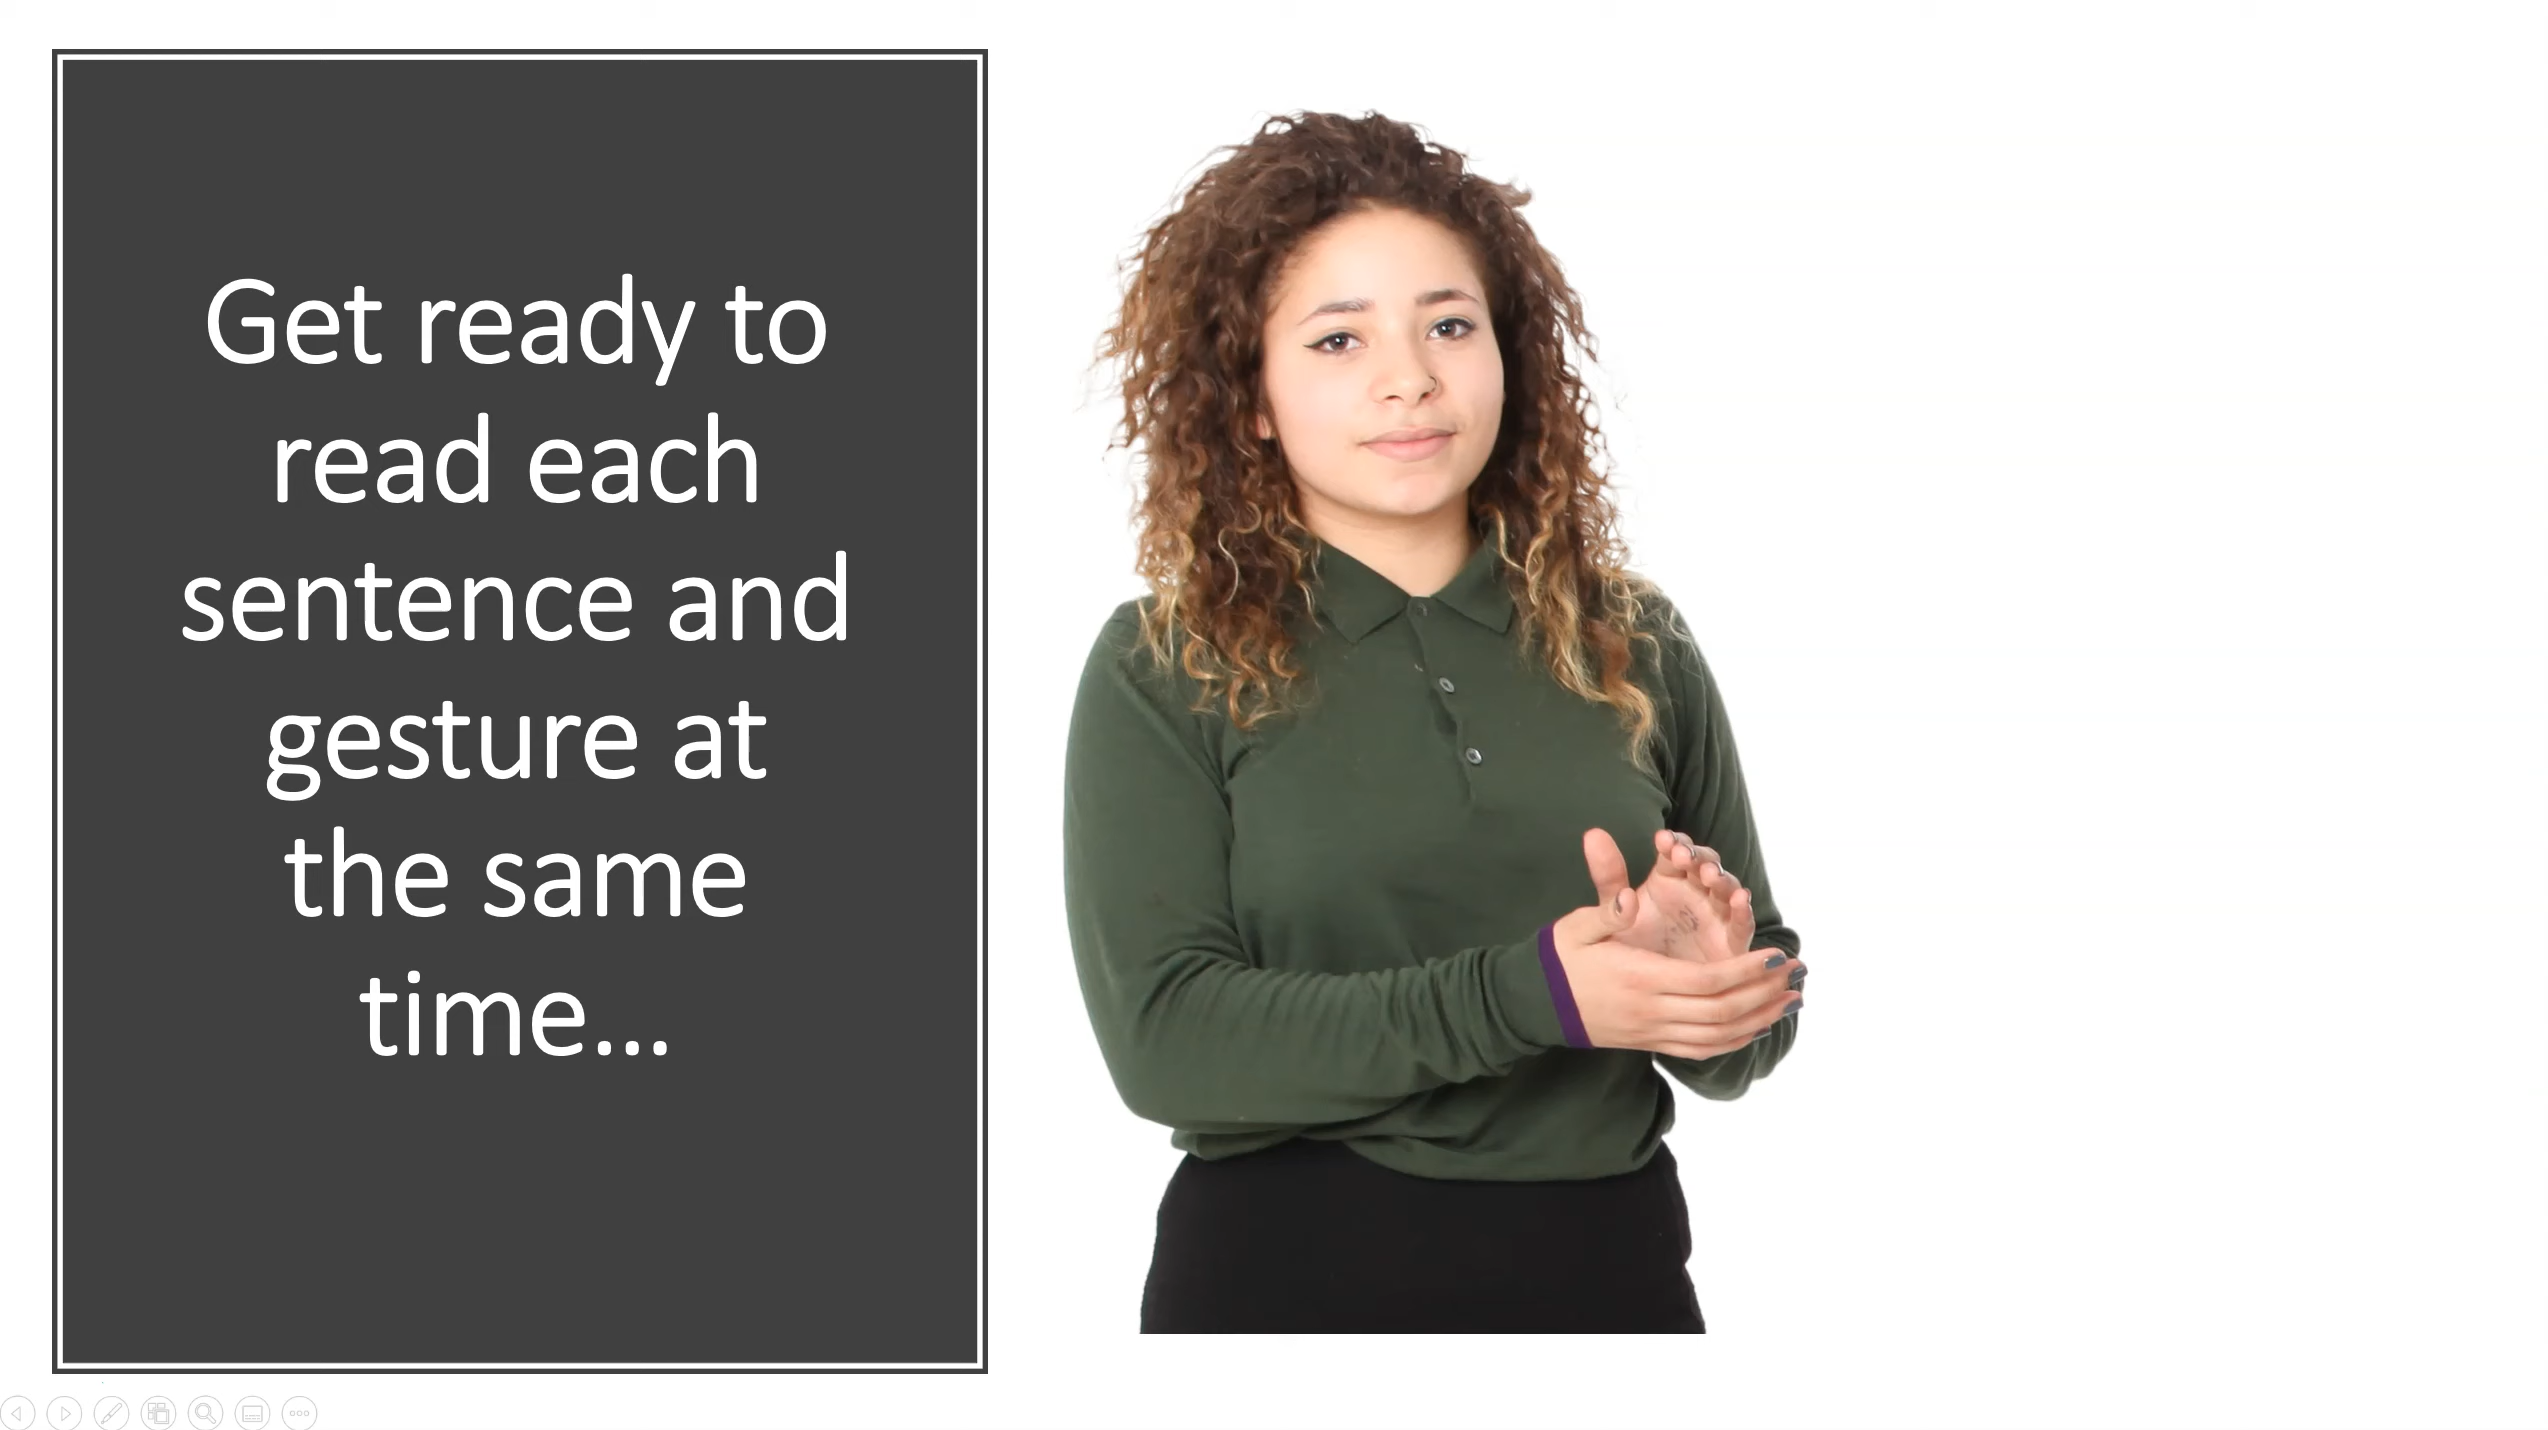 Get ready to
read each
sentence and
gesture at
the same
time...